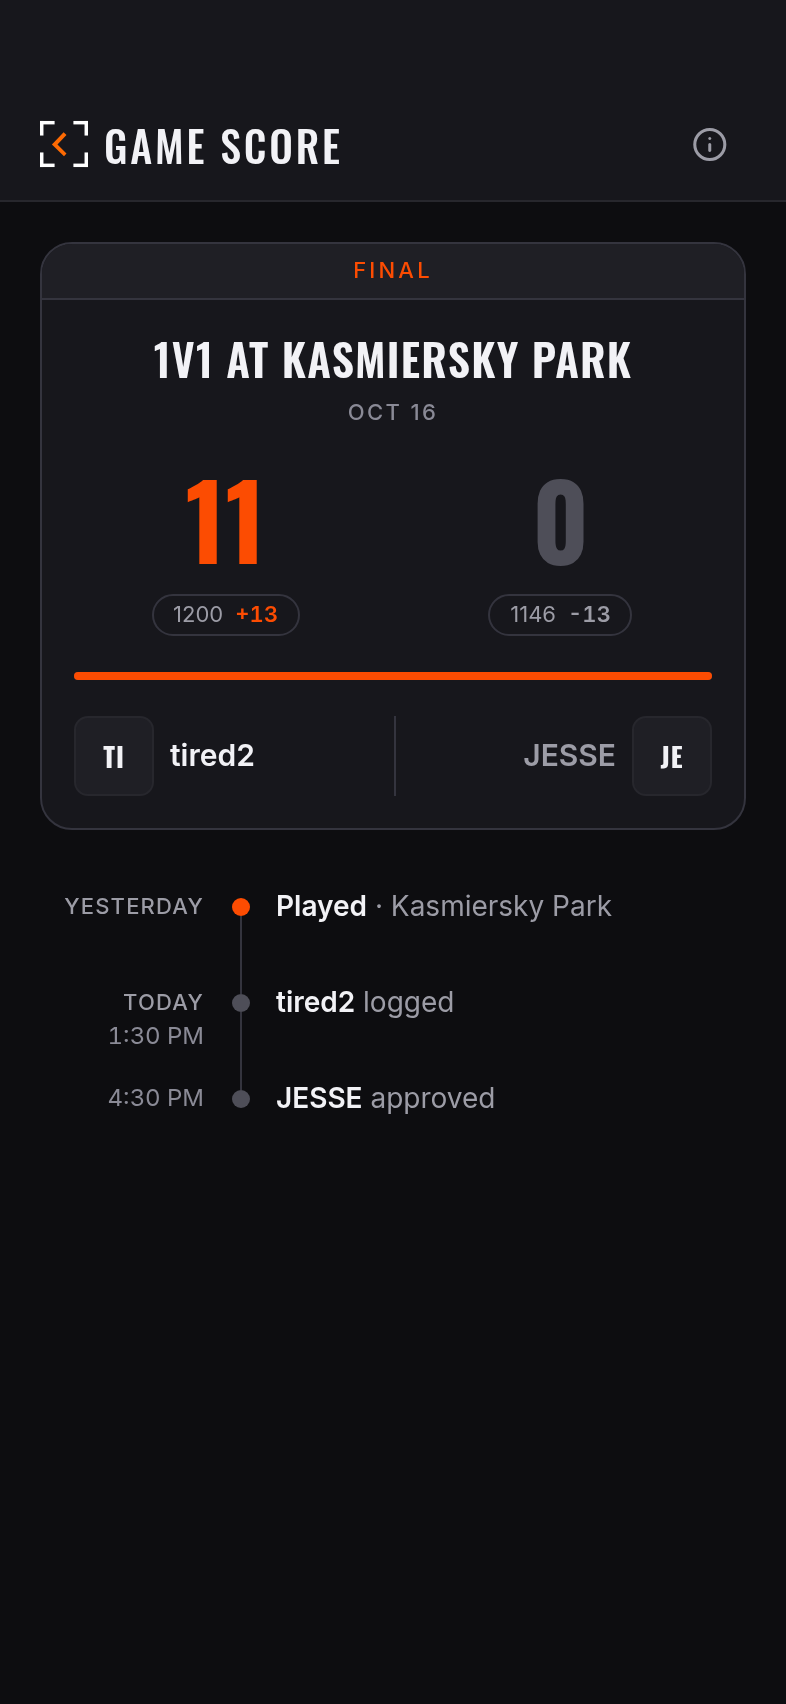 GAME SCORE
FINAL
1V1 AT KASMIERSKY PARK
OCT 16
11 0
1200 +13 1146 -13
TI tired2 JESSE JE
YESTERDAY Played · Kasmiersky Park
TODAY tired2 logged
1:30 PM
4:30 PM JESSE approved